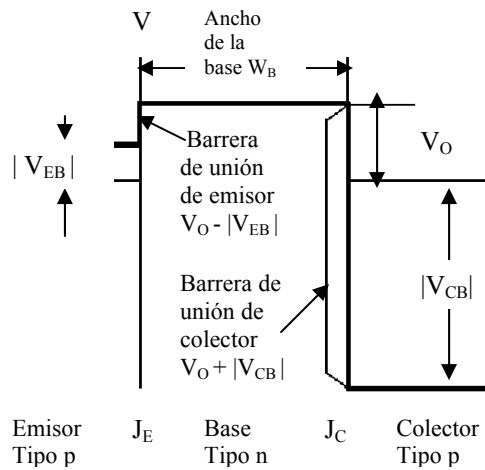 V
Ancho
de la
base W_B
| V_EB |
Barrera
de unión
de emisor
V_O - |V_EB|
V_O
Barrera de
unión de
colector
V_O + |V_CB|
|V_CB|
Emisor
Tipo p
J_E
Base
Tipo n
J_C
Colector
Tipo p